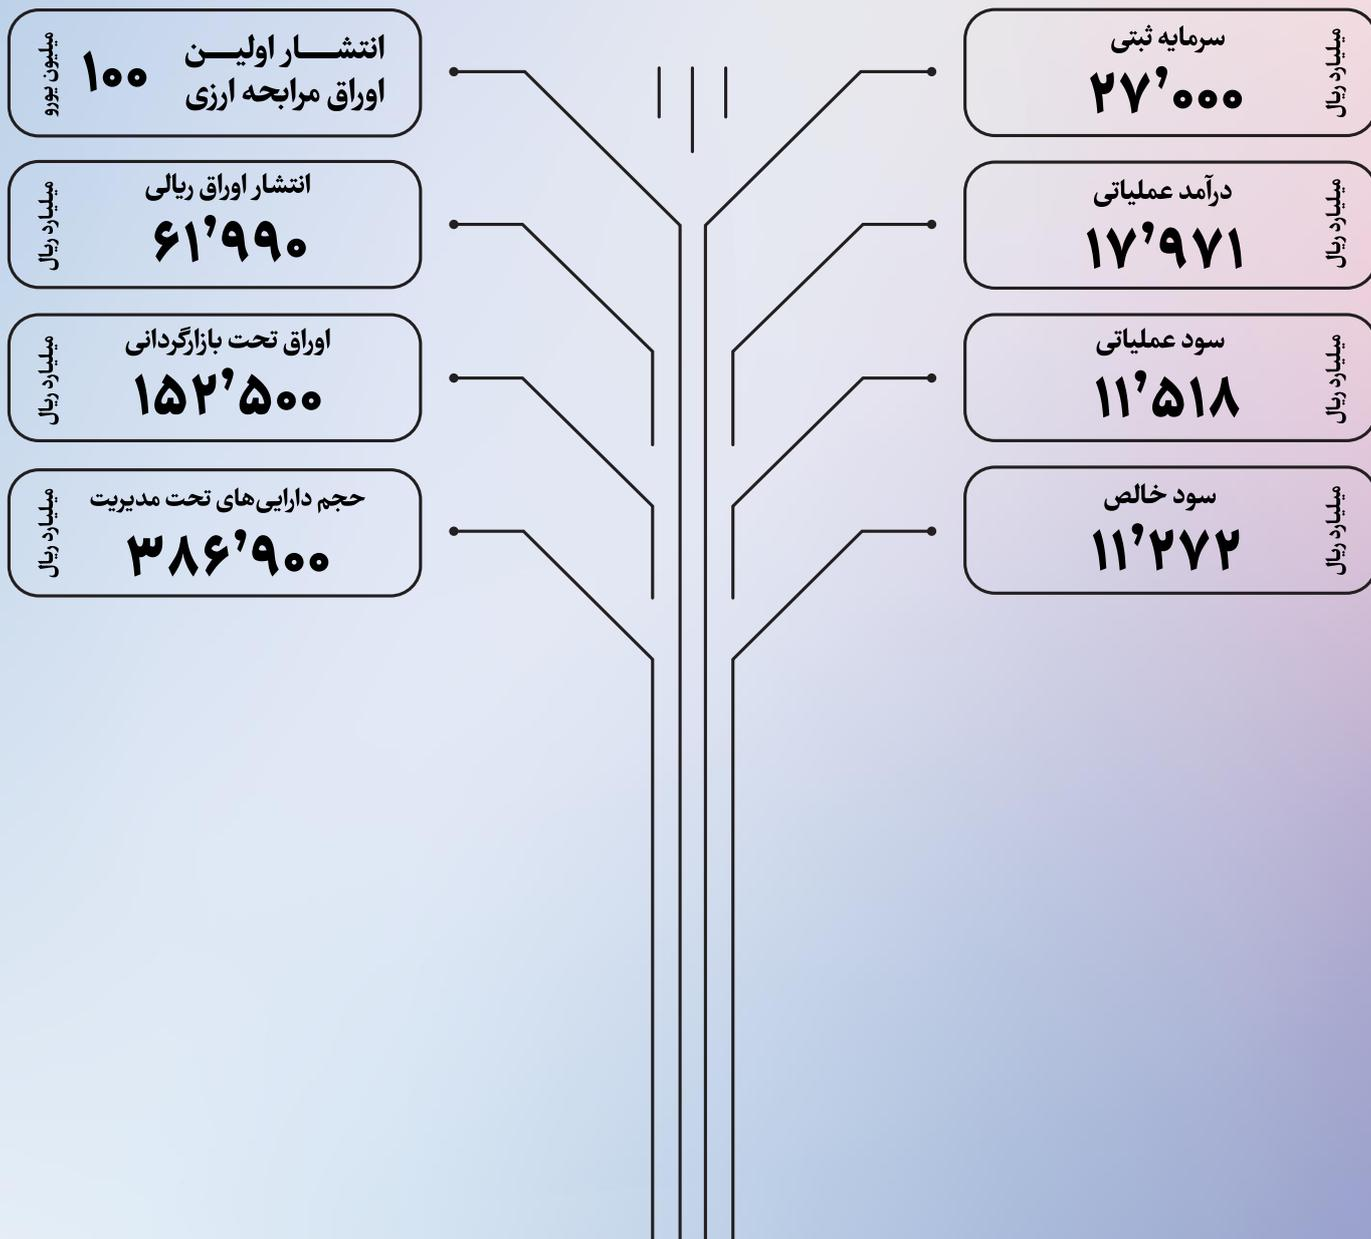 سرمایه ثبتی
۲۷٬۰۰۰
میلیارد ریال
درآمد عملیاتی
۱۷٬۹۷۱
میلیارد ریال
سود عملیاتی
۱۱٬۵۱۸
میلیارد ریال
سود خالص
۱۱٬۲۷۲
میلیارد ریال
انتشــــار اولیـــن
اوراق مرابحه ارزی
۱۰۰
میلیون یورو
انتشار اوراق ریالی
۶۱٬۹۹۰
میلیارد ریال
اوراق تحت بازارگردانی
۱۵۲٬۵۰۰
میلیارد ریال
حجم دارایی‌های تحت مدیریت
۳۸۶٬۹۰۰
میلیارد ریال